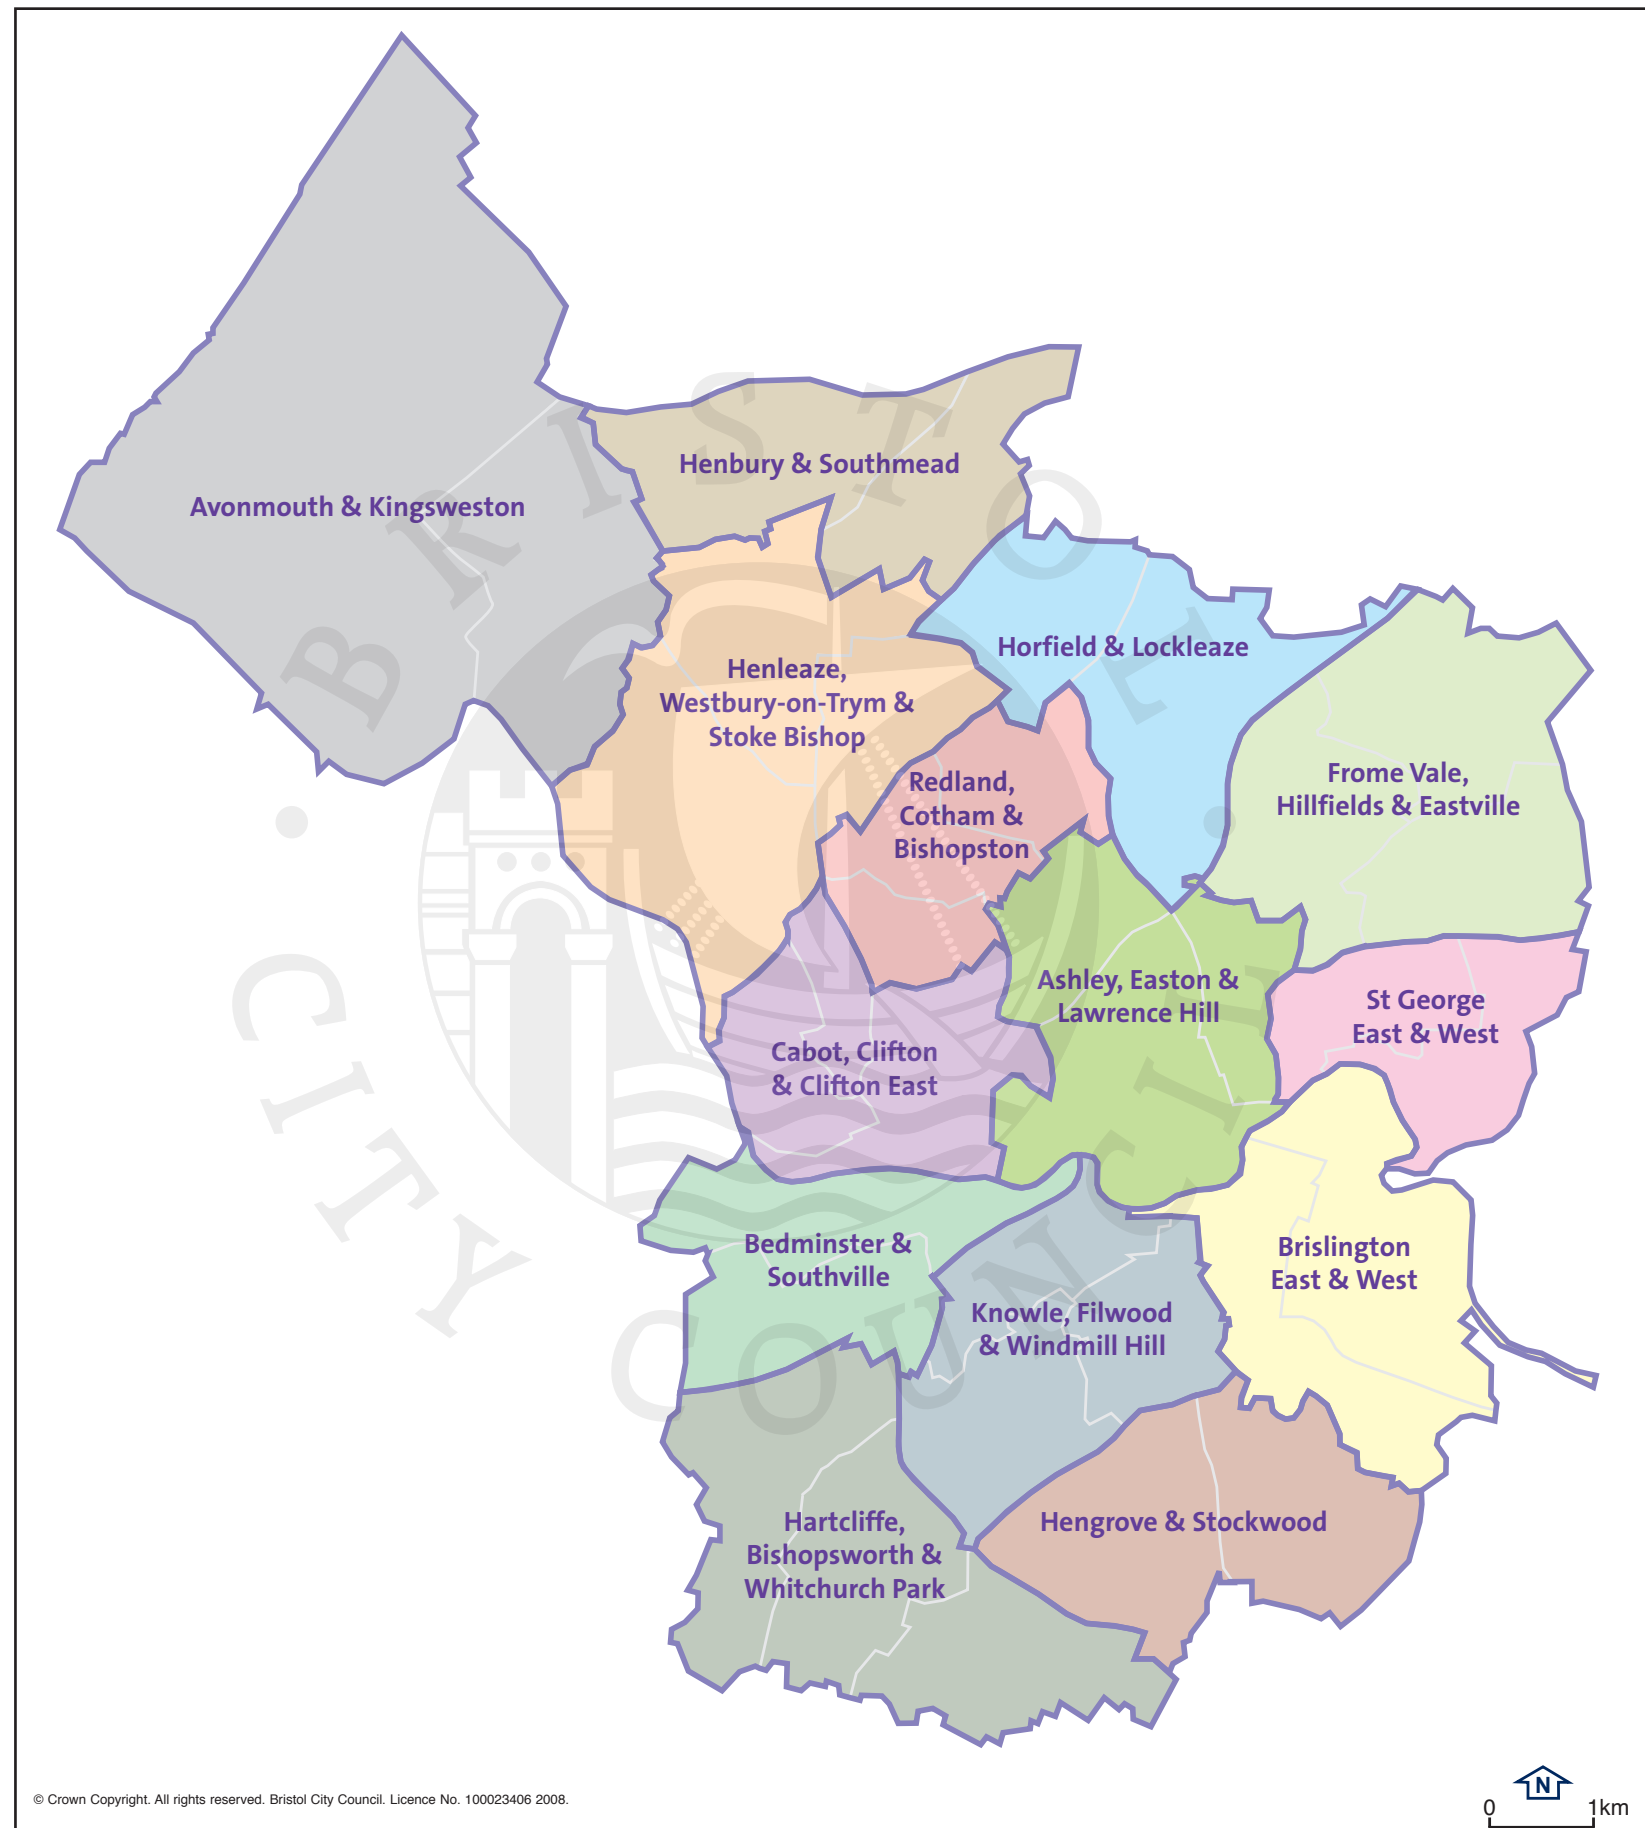 Avonmouth & Kingsweston
Henbury & Southmead
Horfield & Lockleaze
Henleaze,
Westbury-on-Trym &
Stoke Bishop
Redland,
Cotham &
Bishopston
Frome Vale,
Hillfields & Eastville
Ashley, Easton &
Lawrence Hill
St George
East & West
Cabot, Clifton
& Clifton East
Bedminster &
Southville
Brislington
East & West
Knowle, Filwood
& Windmill Hill
Hengrove & Stockwood
Hartcliffe,
Bishopsworth &
Whitchurch Park
· BRISTOL ·
CITY COUNCIL
© Crown Copyright. All rights reserved. Bristol City Council. Licence No. 100023406 2008.
N
0 1km